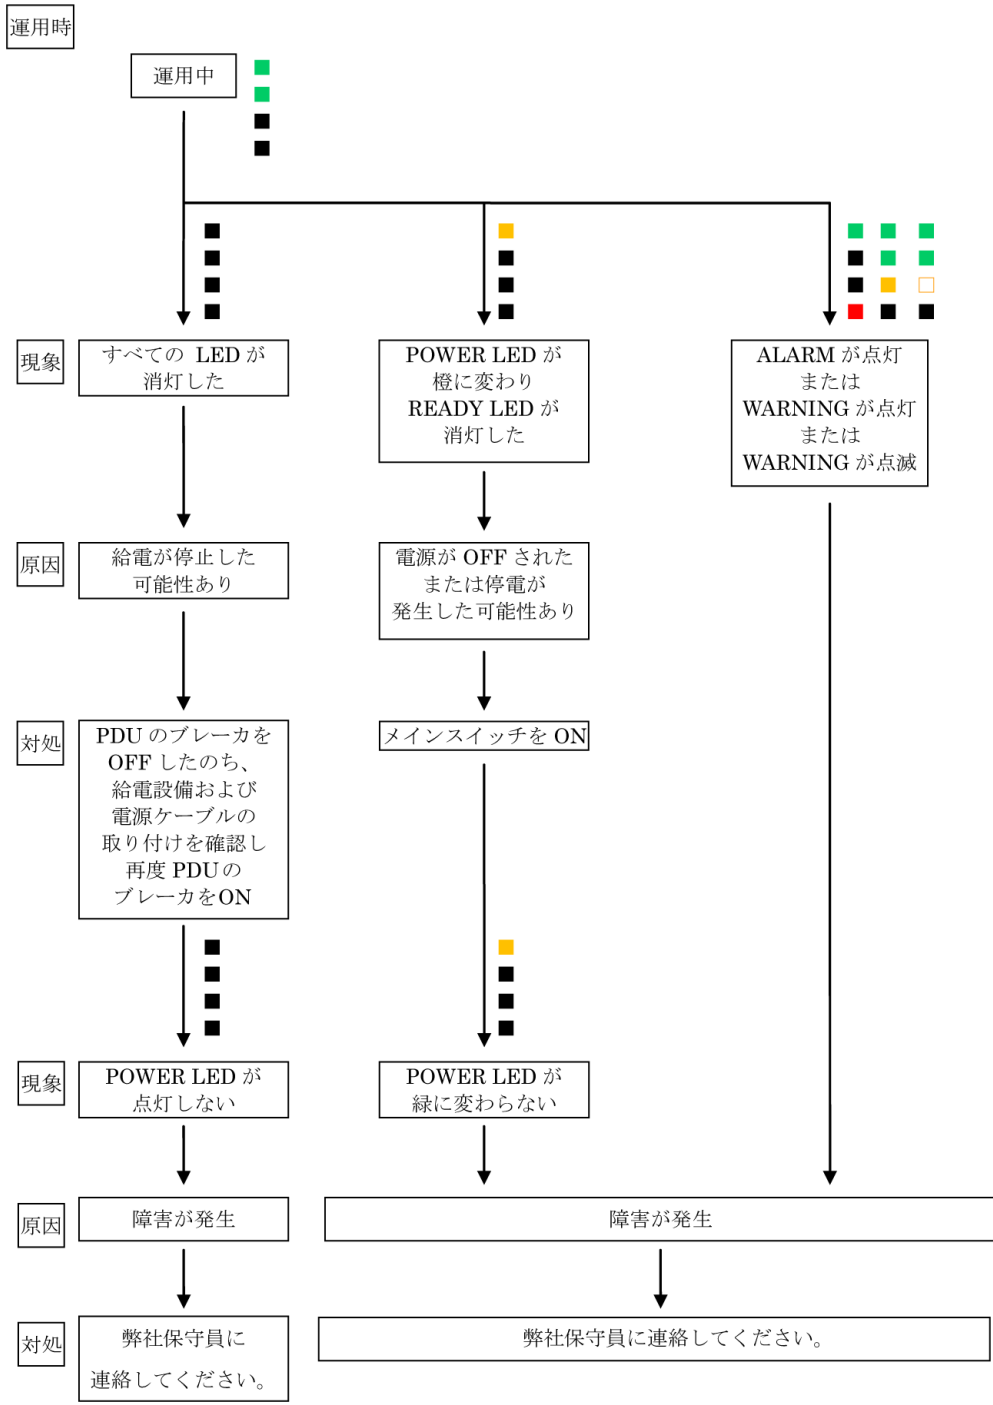 運用時
運用中
現象
すべての LED が
消灯した
POWER LED が
橙に変わり
READY LED が
消灯した
ALARM が点灯
または
WARNING が点灯
または
WARNING が点滅
原因
給電が停止した
可能性あり
電源が OFF された
または停電が
発生した可能性あり
対処
PDU のブレーカを
OFF したのち、
給電設備および
電源ケーブルの
取り付けを確認し
再度 PDU の
ブレーカをON
メインスイッチを ON
現象
POWER LED が
点灯しない
POWER LED が
緑に変わらない
原因
障害が発生
障害が発生
対処
弊社保守員に
連絡してください。
弊社保守員に連絡してください。